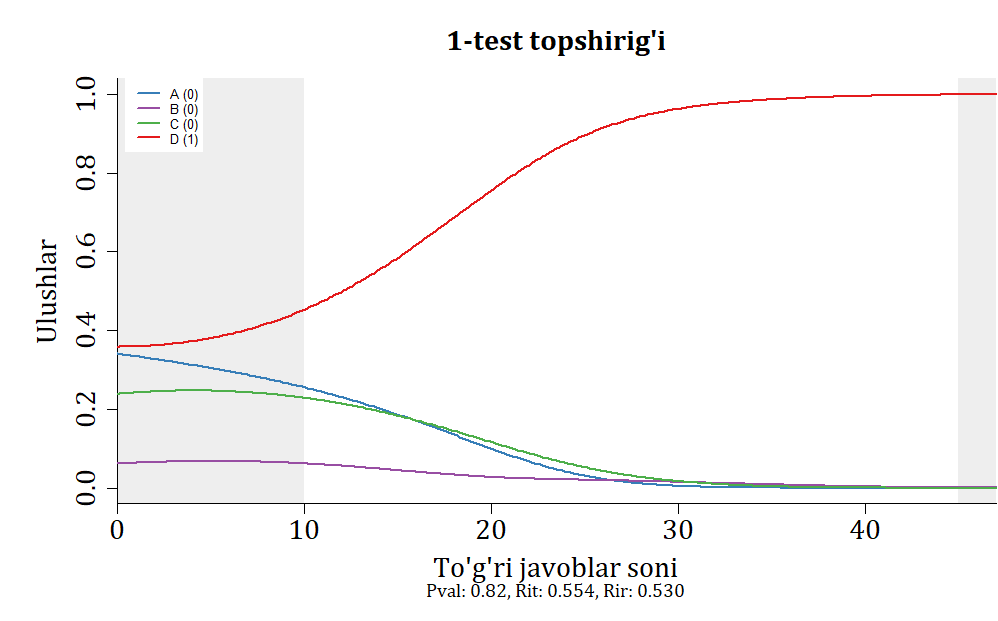 1-test topshirig'i
A (0)
B (0)
C (0)
D (1)
Ulushlar
1.0
0.8
0.6
0.4
0.2
0.0
0 10 20 30 40
To'g'ri javoblar soni
Pval: 0.82, Rit: 0.554, Rir: 0.530